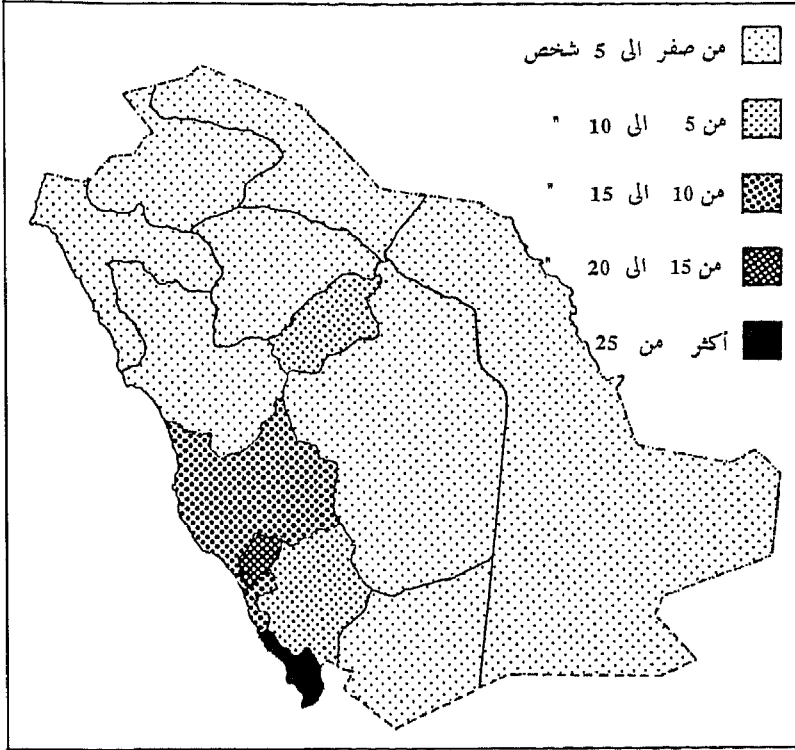 من صفر الى 5 شخص
من 5 الى 10 "
من 10 الى 15 "
من 15 الى 20 "
أكثر من 25